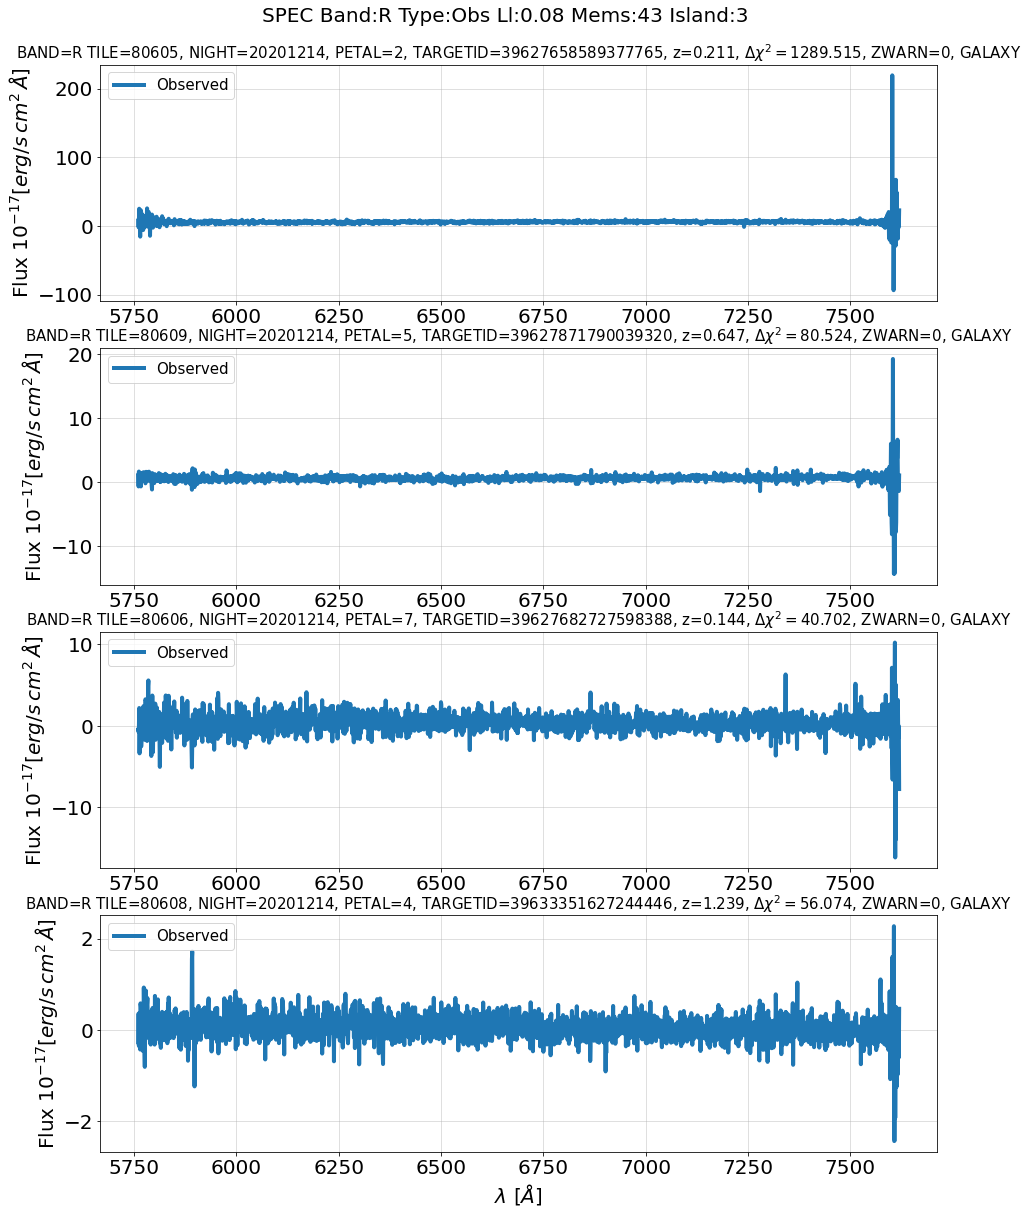 SPEC Band:R Type:Obs Ll:0.08 Mems:43 Island:3
BAND=R TILE=80605, NIGHT=20201214, PETAL=2, TARGETID=39627658589377765, z=0.211, Δχ²=1289.515, ZWARN=0, GALAXY
Observed
Flux 10⁻¹⁷[erg/s cm² Å]
200
100
0
−100
5750 6000 6250 6500 6750 7000 7250 7500
BAND=R TILE=80609, NIGHT=20201214, PETAL=5, TARGETID=39627871790039320, z=0.647, Δχ²=80.524, ZWARN=0, GALAXY
Observed
Flux 10⁻¹⁷[erg/s cm² Å]
20
10
0
−10
5750 6000 6250 6500 6750 7000 7250 7500
BAND=R TILE=80606, NIGHT=20201214, PETAL=7, TARGETID=39627682727598388, z=0.144, Δχ²=40.702, ZWARN=0, GALAXY
Observed
Flux 10⁻¹⁷[erg/s cm² Å]
10
0
−10
5750 6000 6250 6500 6750 7000 7250 7500
BAND=R TILE=80608, NIGHT=20201214, PETAL=4, TARGETID=39633351627244446, z=1.239, Δχ²=56.074, ZWARN=0, GALAXY
Observed
Flux 10⁻¹⁷[erg/s cm² Å]
2
0
−2
5750 6000 6250 6500 6750 7000 7250 7500
λ [Å]